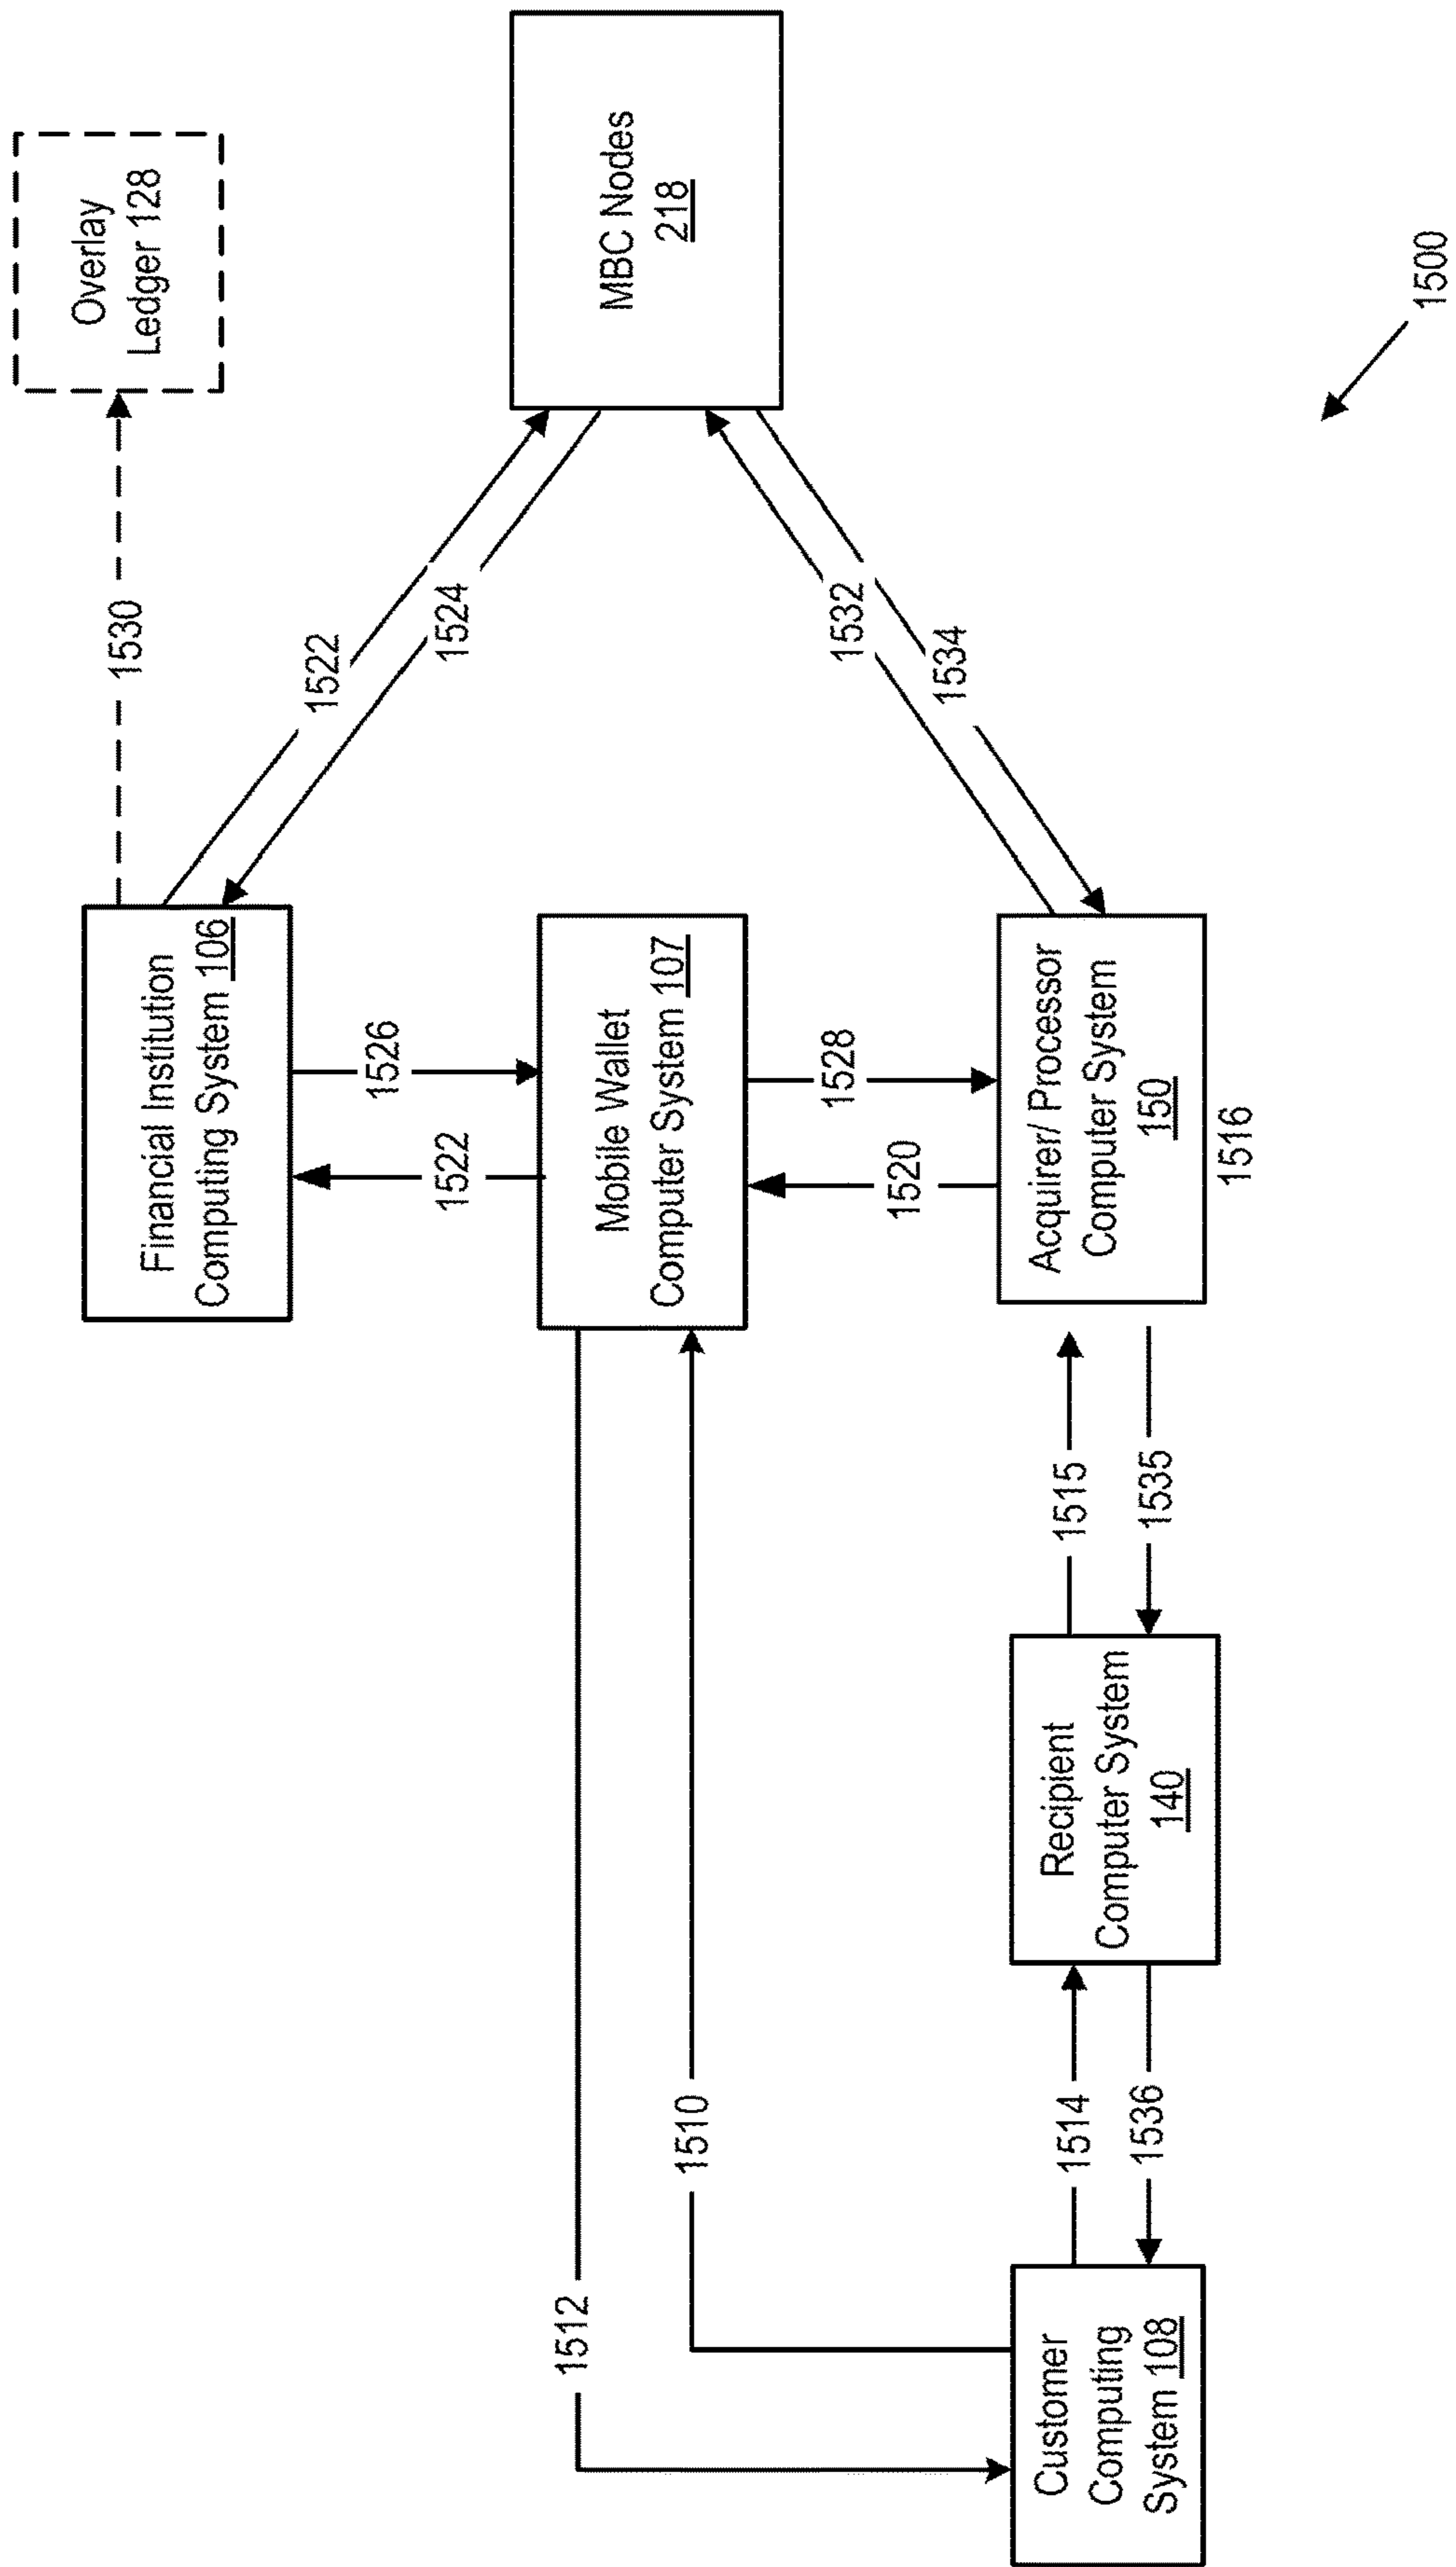 Overlay
Ledger 128
1530
Financial Institution
Computing System 106
1522
1524
MBC Nodes
218
1526
1522
1512
Mobile Wallet
Computer System 107
1510
1528
1520
1532
1534
Customer
Computing
System 108
1514
1536
Recipient
Computer System
140
1515
1535
Acquirer/ Processor
Computer System
150
1516
1500